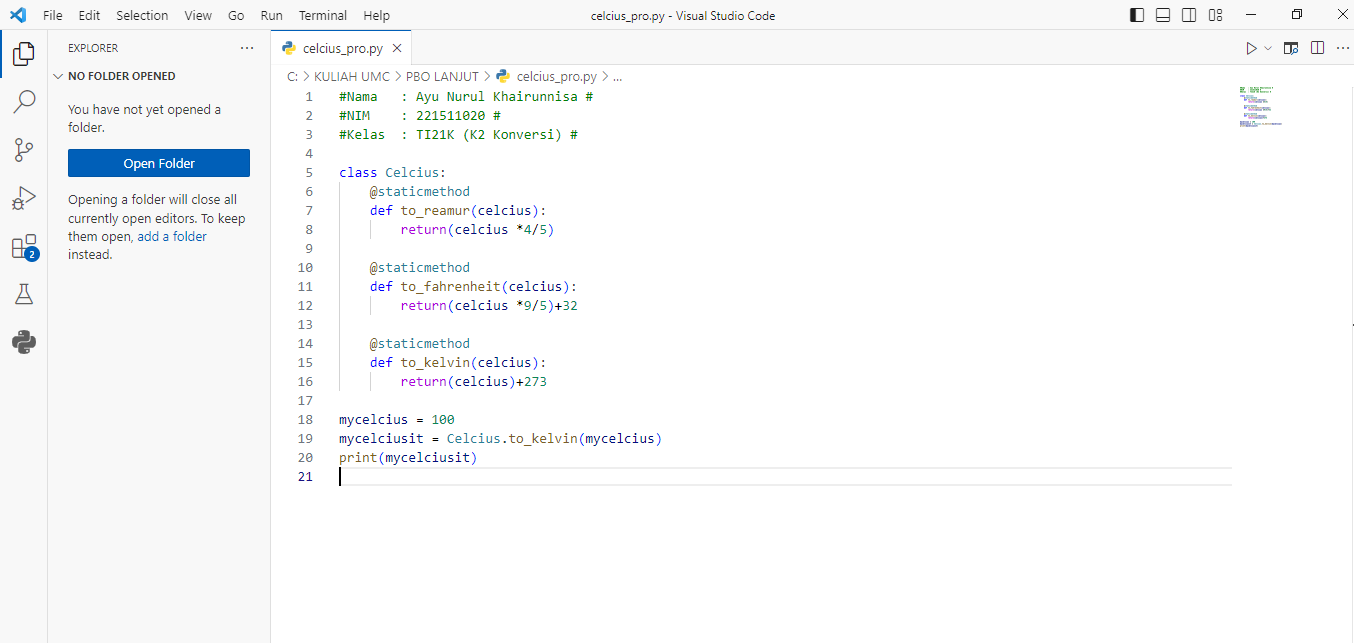 File Edit Selection View Go Run Terminal Help celcius_pro.py - Visual Studio Code
EXPLORER ...
NO FOLDER OPENED
You have not yet opened a
folder.
Open Folder
Opening a folder will close all
currently open editors. To keep
them open, add a folder
instead.
2
celcius_pro.py
C: > KULIAH UMC > PBO LANJUT > celcius_pro.py > ...
1 #Nama   : Ayu Nurul Khairunnisa #
2 #NIM    : 221511020 #
3 #Kelas  : TI21K (K2 Konversi) #
4
5 class Celcius:
6     @staticmethod
7     def to_reamur(celcius):
8         return(celcius *4/5)
9
10     @staticmethod
11     def to_fahrenheit(celcius):
12         return(celcius *9/5)+32
13
14     @staticmethod
15     def to_kelvin(celcius):
16         return(celcius)+273
17
18 mycelcius = 100
19 mycelciusit = Celcius.to_kelvin(mycelcius)
20 print(mycelciusit)
21